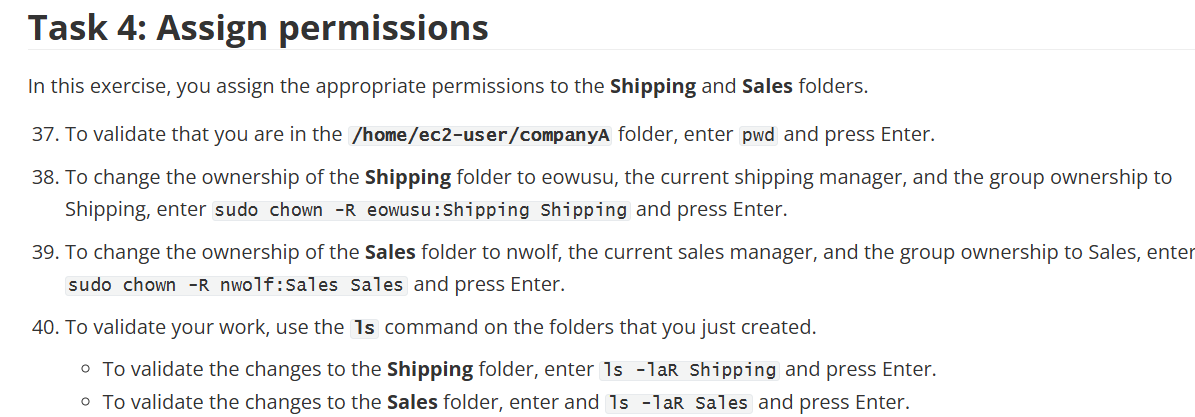 Task 4: Assign permissions
In this exercise, you assign the appropriate permissions to the Shipping and Sales folders.
37. To validate that you are in the /home/ec2-user/companyA folder, enter pwd and press Enter.
38. To change the ownership of the Shipping folder to eowusu, the current shipping manager, and the group ownership to
Shipping, enter sudo chown -R eowusu:Shipping Shipping and press Enter.
39. To change the ownership of the Sales folder to nwolf, the current sales manager, and the group ownership to Sales, enter
sudo chown -R nwolf:Sales Sales and press Enter.
40. To validate your work, use the ls command on the folders that you just created.
◦ To validate the changes to the Shipping folder, enter ls -laR Shipping and press Enter.
◦ To validate the changes to the Sales folder, enter and ls -laR Sales and press Enter.